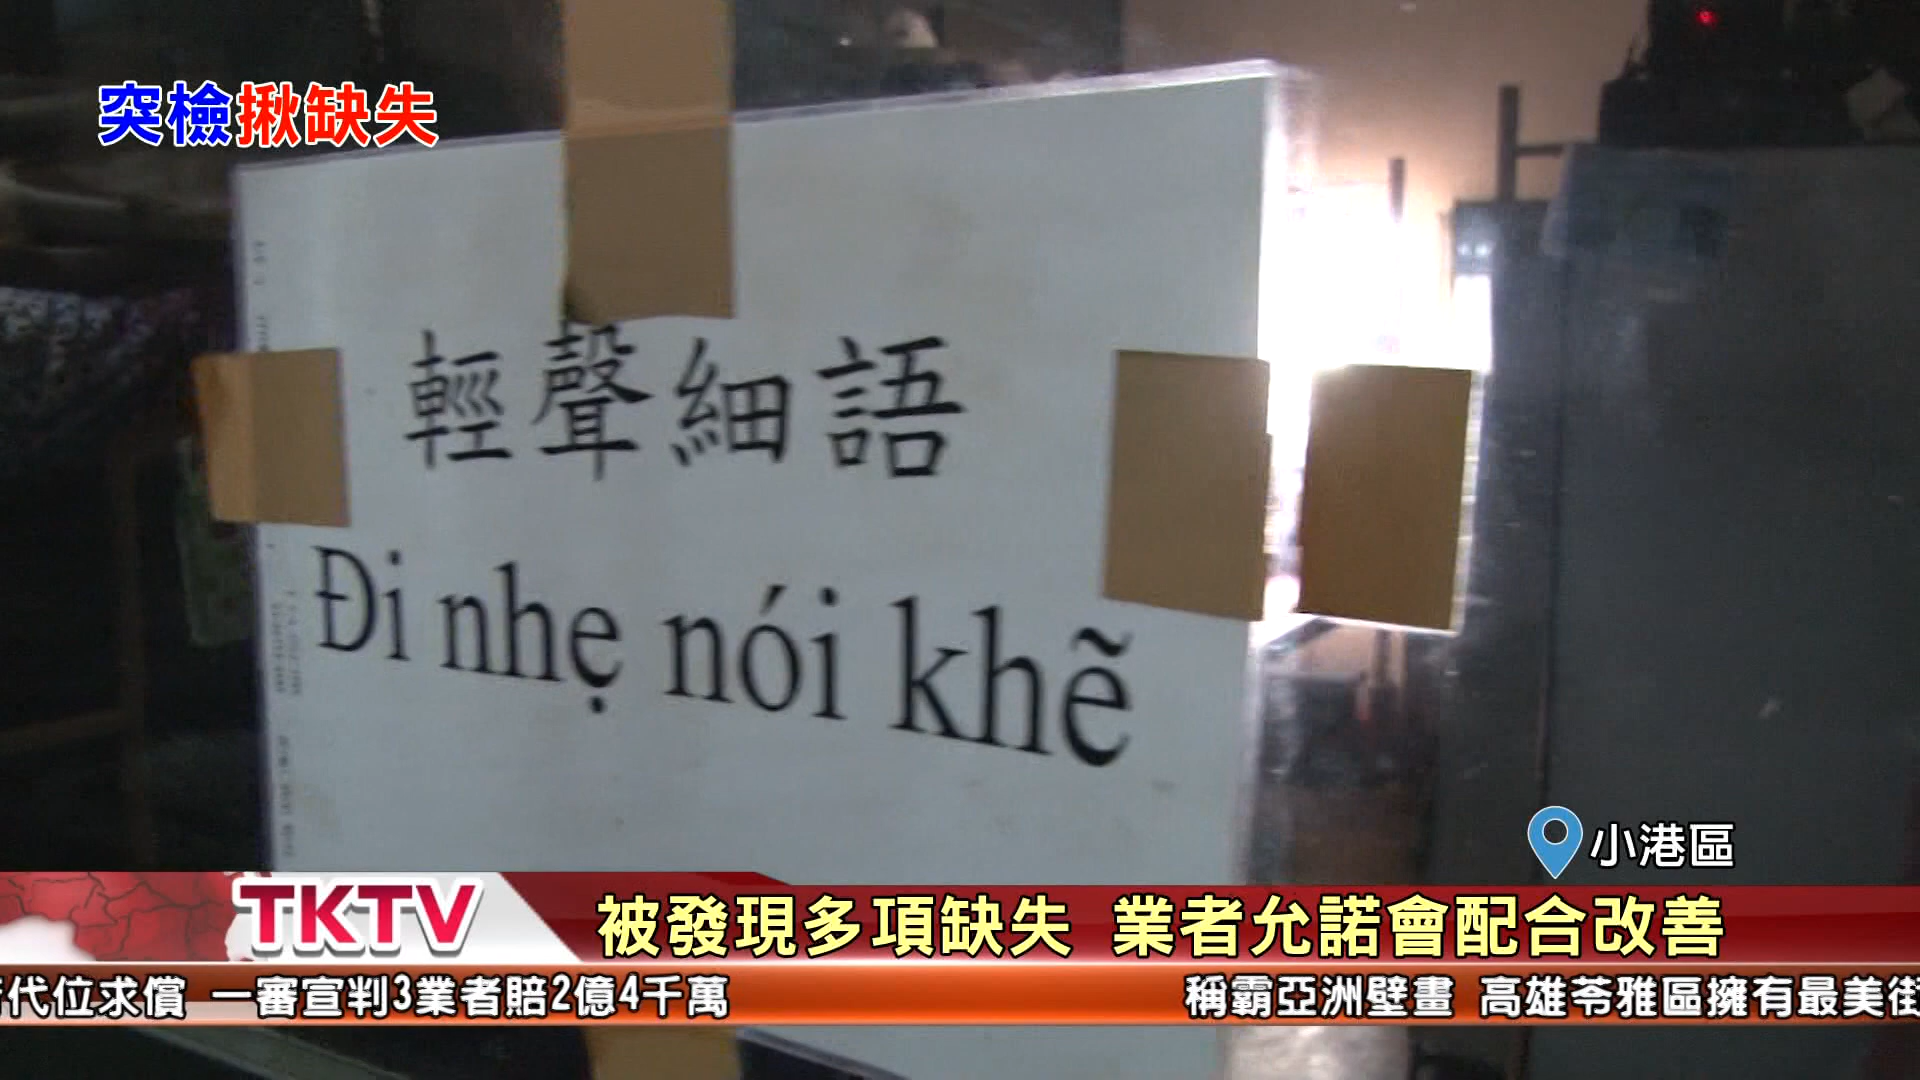 突檢揪缺失
輕聲細語
Đi nhẹ nói khẽ
小港區
TKTV
被發現多項缺失 業者允諾會配合改善
代位求償 一審宣判3業者賠2億4千萬
稱霸亞洲壁畫 高雄苓雅區擁有最美街